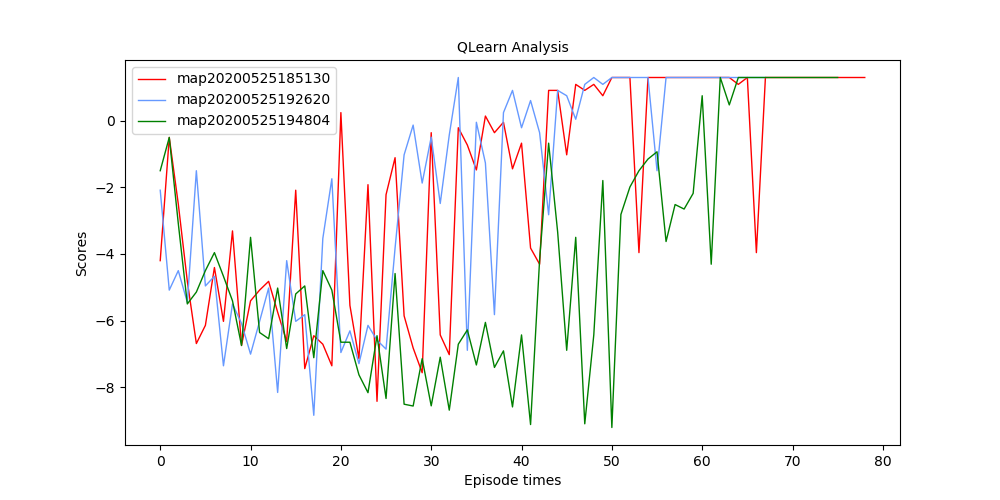 QLearn Analysis
map20200525185130
map20200525192620
map20200525194804
Scores
0
−2
−4
−6
−8
0 10 20 30 40 50 60 70 80
Episode times